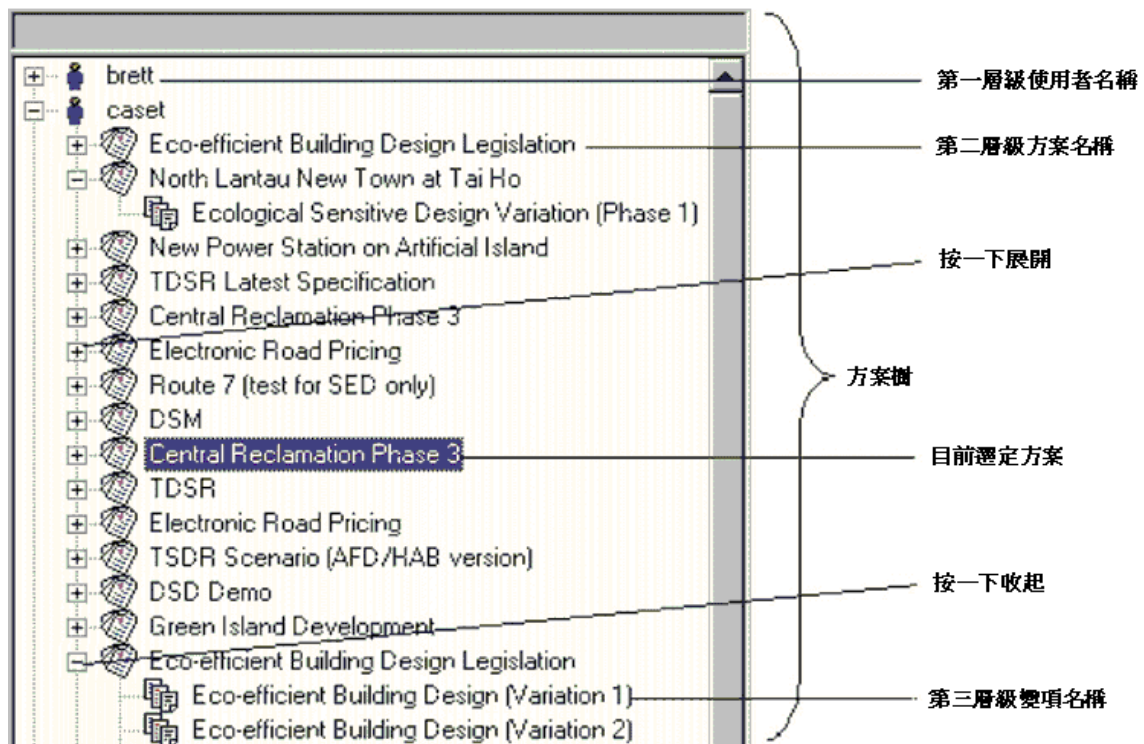 brett
第一層級使用者名稱
caset
Eco-efficient Building Design Legislation
第二層級方案名稱
North Lantau New Town at Tai Ho
Ecological Sensitive Design Variation (Phase 1)
New Power Station on Artificial Island
按一下展開
TDSR Latest Specification
Central Reclamation Phase 3
Electronic Road Pricing
方案樹
Route 7 (test for SED only)
DSM
Central Reclamation Phase 3
目前選定方案
TDSR
Electronic Road Pricing
TSDR Scenario (AFD/HAB version)
DSD Demo
按一下收起
Green Island Development
Eco-efficient Building Design Legislation
Eco-efficient Building Design (Variation 1)
第三層級變項名稱
Eco-efficient Building Design (Variation 2)